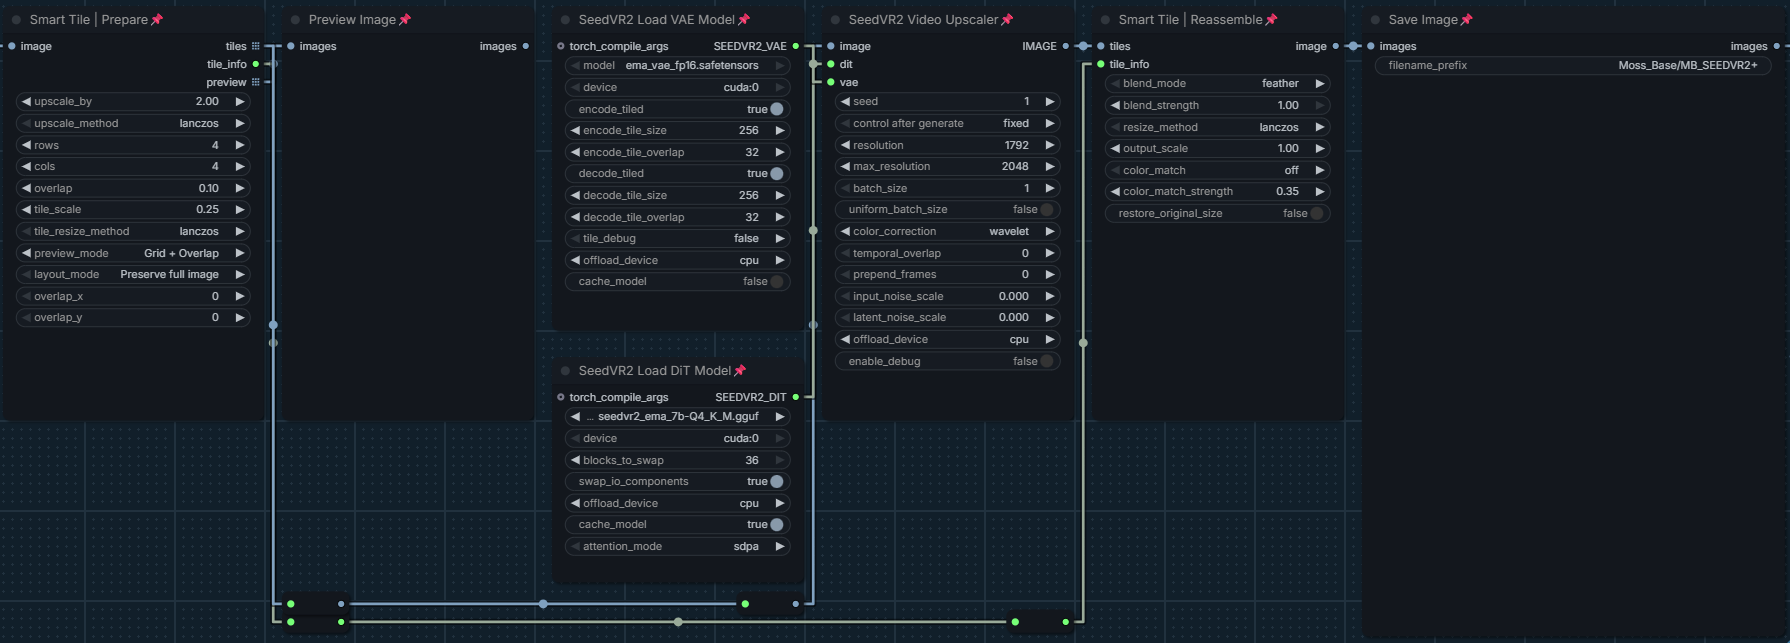 Smart Tile | Prepare
image tiles
tile_info
preview
upscale_by 2.00
upscale_method lanczos
rows 4
cols 4
overlap 0.10
tile_scale 0.25
tile_resize_method lanczos
preview_mode Grid + Overlap
layout_mode Preserve full image
overlap_x 0
overlap_y 0
Preview Image
images images
SeedVR2 Load VAE Model
torch_compile_args SEEDVR2_VAE
model ema_vae_fp16.safetensors
device cuda:0
encode_tiled true
encode_tile_size 256
encode_tile_overlap 32
decode_tiled true
decode_tile_size 256
decode_tile_overlap 32
tile_debug false
offload_device cpu
cache_model false
SeedVR2 Load DiT Model
torch_compile_args SEEDVR2_DIT
... seedvr2_ema_7b-Q4_K_M.gguf
device cuda:0
blocks_to_swap 36
swap_io_components true
offload_device cpu
cache_model true
attention_mode sdpa
SeedVR2 Video Upscaler
image IMAGE
dit
vae
seed 1
control after generate fixed
resolution 1792
max_resolution 2048
batch_size 1
uniform_batch_size false
color_correction wavelet
temporal_overlap 0
prepend_frames 0
input_noise_scale 0.000
latent_noise_scale 0.000
offload_device cpu
enable_debug false
Smart Tile | Reassemble
tiles image
tile_info
blend_mode feather
blend_strength 1.00
resize_method lanczos
output_scale 1.00
color_match off
color_match_strength 0.35
restore_original_size false
Save Image
images images
filename_prefix Moss_Base/MB_SEEDVR2+